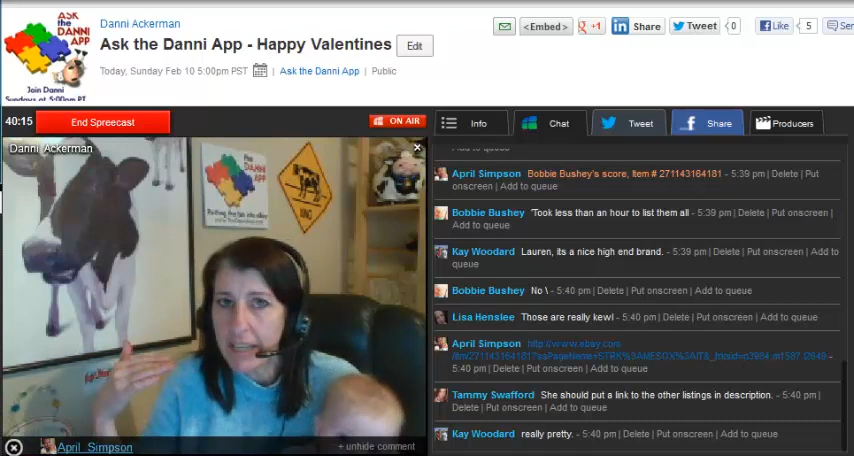 ASK
the
DANNI
APP
Join Danni
Sundays at 5:00pm PT
Danni Ackerman
Ask the Danni App - Happy Valentines
Edit
Today, Sunday Feb 10 5:00pm PST | Ask the Danni App | Public
<Embed>
g +1
in Share
Tweet
0
f Like
5
Ser
40:15
End Spreecast
ON AIR
Info
Chat
Tweet
f Share
Producers
Danni Ackerman
ASK
the
DANNI
APP
XING
Add to queue
April Simpson Bobbie Bushey's score, Item # 271143164181 - 5:39 pm | Delete | Put
onscreen | Add to queue
Bobbie Bushey 'Took less than an hour to list them all - 5:39 pm | Delete | Put onscreen |
Add to queue
Kay Woodard Lauren, its a nice high end brand. - 5:39 pm | Delete | Put onscreen | Add to
queue
Bobbie Bushey No \ - 5:40 pm | Delete | Put onscreen | Add to queue
Lisa Henslee Those are really kewl - 5:40 pm | Delete | Put onscreen | Add to queue
April Simpson http://www.ebay.com
5:40 pm | Delete | Put onscreen | Add to queue
Tammy Swafford She should put a link to the other listings in description. - 5:40 pm |
Delete | Put onscreen | Add to queue
Kay Woodard really pretty. - 5:40 pm | Delete | Put onscreen | Add to queue
April_Simpson
+ unhide comment